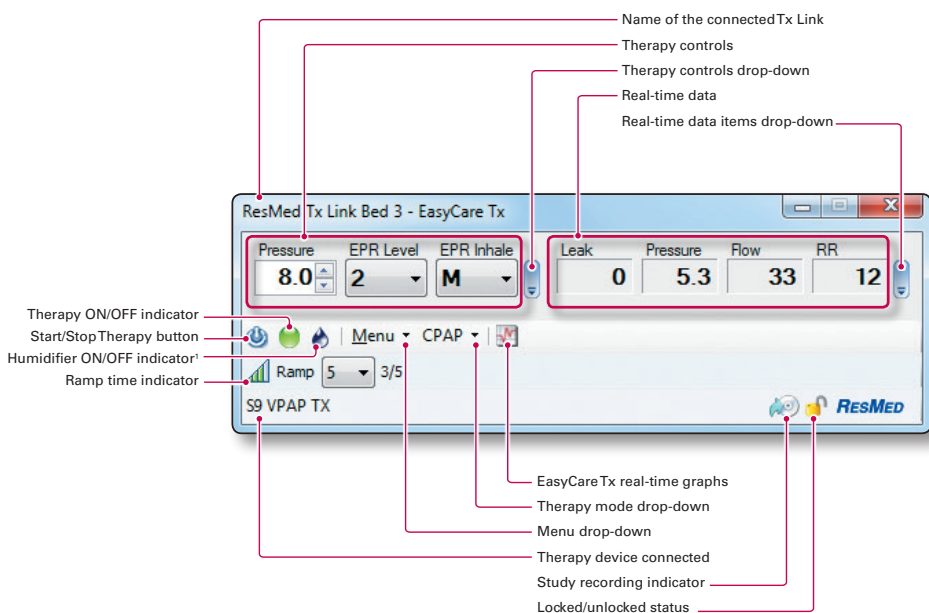 Name of the connected Tx Link
Therapy controls
Therapy controls drop-down
Real-time data
Real-time data items drop-down
ResMed Tx Link Bed 3 - EasyCare Tx
Pressure EPR Level EPR Inhale Leak Pressure Flow RR
8.0 2 M 0 5.3 33 12
Therapy ON/OFF indicator
Start/Stop Therapy button
Humidifier ON/OFF indicator¹
Ramp time indicator
Menu CPAP
Ramp 5 3/5
S9 VPAP TX RESMED
EasyCare Tx real-time graphs
Therapy mode drop-down
Menu drop-down
Therapy device connected
Study recording indicator
Locked/unlocked status